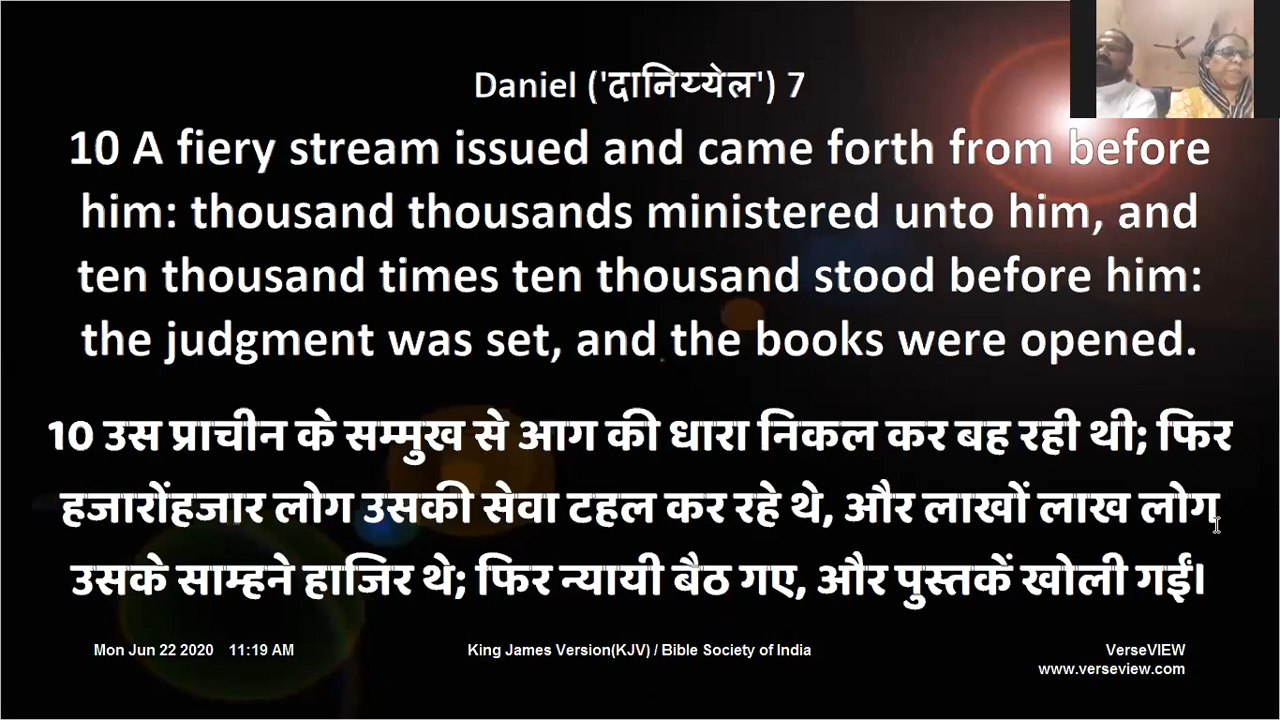 Daniel ('दानिय्येल') 7
10 A fiery stream issued and came forth from before
him: thousand thousands ministered unto him, and
ten thousand times ten thousand stood before him:
the judgment was set, and the books were opened.
10 उस प्राचीन के सम्मुख से आग की धारा निकल कर बह रही थी; फिर
हजारोंहजार लोग उसकी सेवा टहल कर रहे थे, और लाखों लाख लोग
उसके साम्हने हाजिर थे; फिर न्यायी बैठ गए, और पुस्तकें खोली गईं।
Mon Jun 22 2020 11:19 AM
King James Version(KJV) / Bible Society of India
VerseVIEW
www.verseview.com